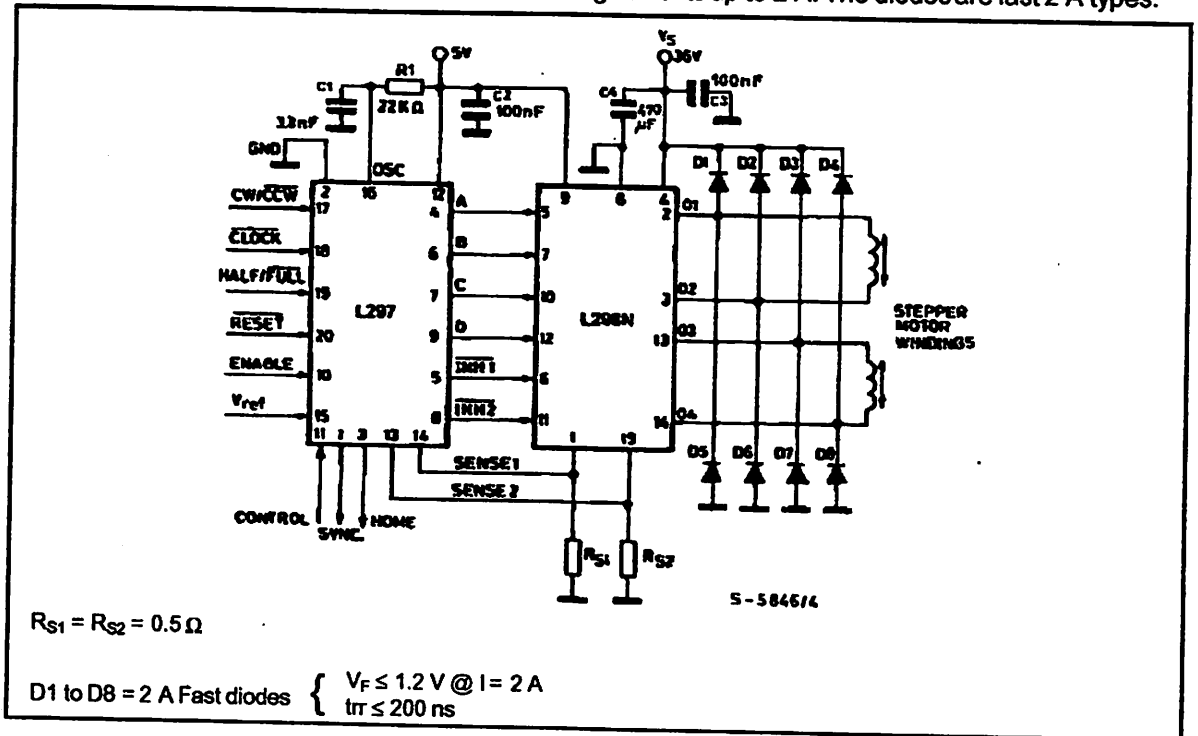 up to 2 A. The diodes are fast 2 A types.
5V
VS
36V
R1
22KΩ
C1
3.3nF
C2
100nF
C4
470
µF
100nF
C3
GND
OSC
D1 D2 D3 D4
2 16 12
9 8 4
CW/CCW 17
CLOCK 18
HALF/FULL 19
RESET 20
ENABLE 10
Vref 15
L297
4 A 5
6 B 7
7 C 10
9 D 12
5 INH1 6
8 INH2 11
L298N
2 O1
3 O2
13 O3
14 O4
STEPPER
MOTOR
WINDINGS
11 1 3 13 14
1 15
SENSE1
SENSE2
CONTROL
SYNC.
HOME
D5 D6 D7 D8
RS1 RS2
S-5846/4
RS1 = RS2 = 0.5 Ω
D1 to D8 = 2 A Fast diodes { VF ≤ 1.2 V @ I = 2 A
trr ≤ 200 ns